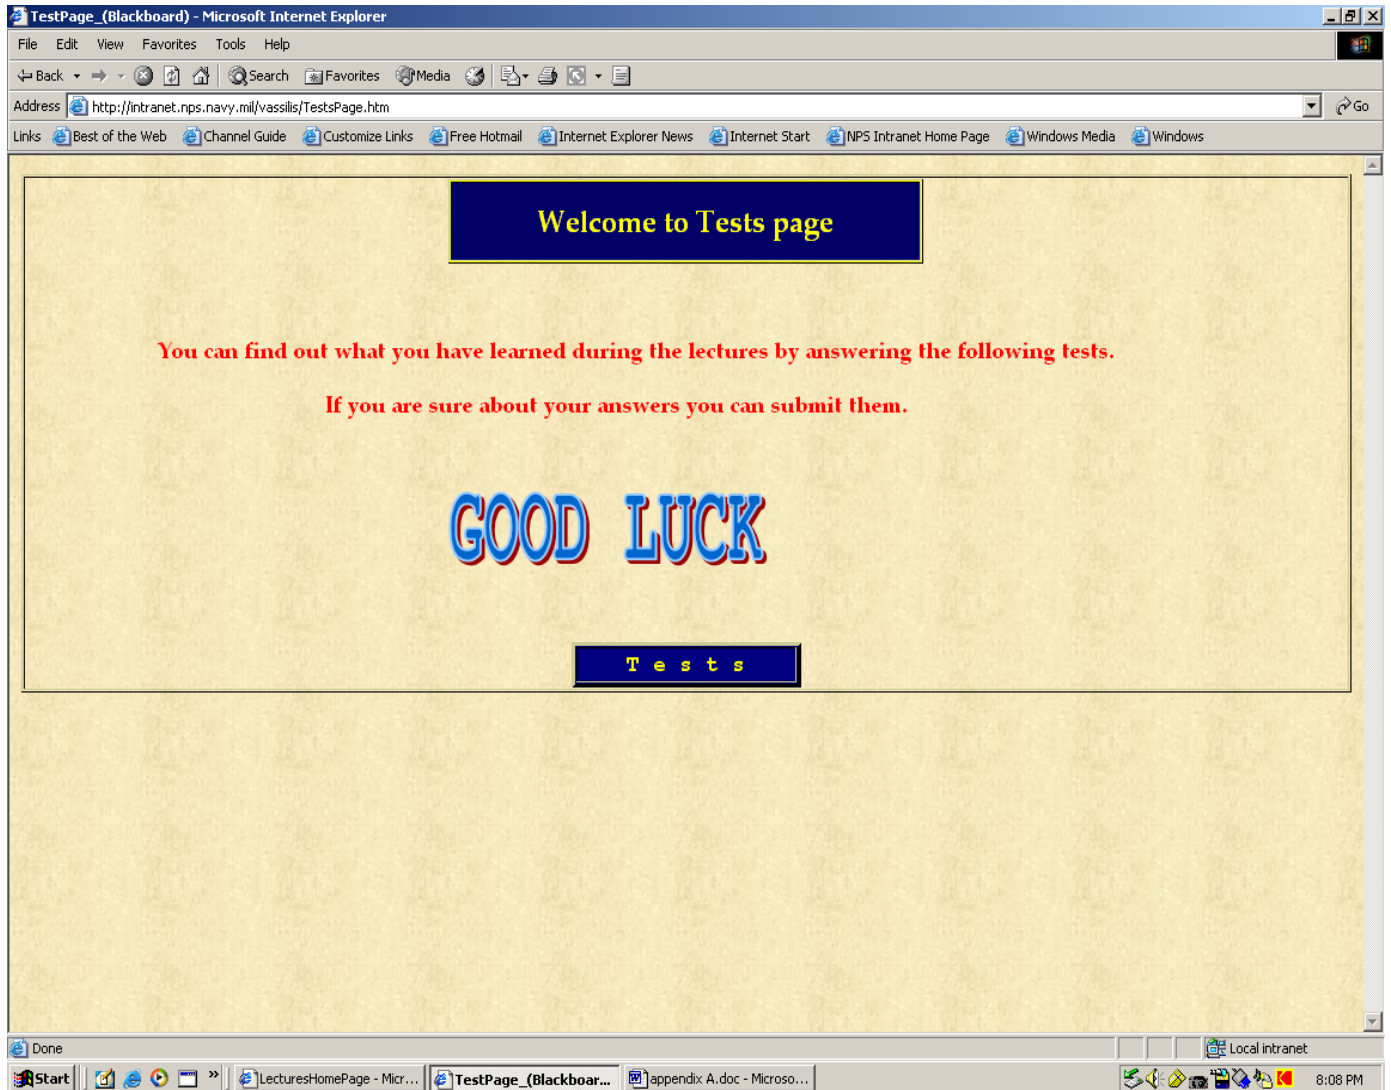 TestPage_(Blackboard) - Microsoft Internet Explorer
File Edit View Favorites Tools Help
Back Search Favorites Media
Address http://intranet.nps.navy.mil/vassilis/TestsPage.htm Go
Links Best of the Web Channel Guide Customize Links Free Hotmail Internet Explorer News Internet Start NPS Intranet Home Page Windows Media Windows
Welcome to Tests page
You can find out what you have learned during the lectures by answering the following tests.
If you are sure about your answers you can submit them.
GOOD LUCK
Tests
Done Local intranet
Start » LecturesHomePage - Micr... TestPage_(Blackboar... appendix A.doc - Microso... 8:08 PM